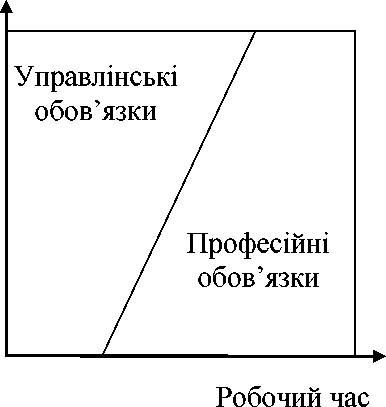 Управлінські
обов’язки
Професійні
обов’язки
Робочий час